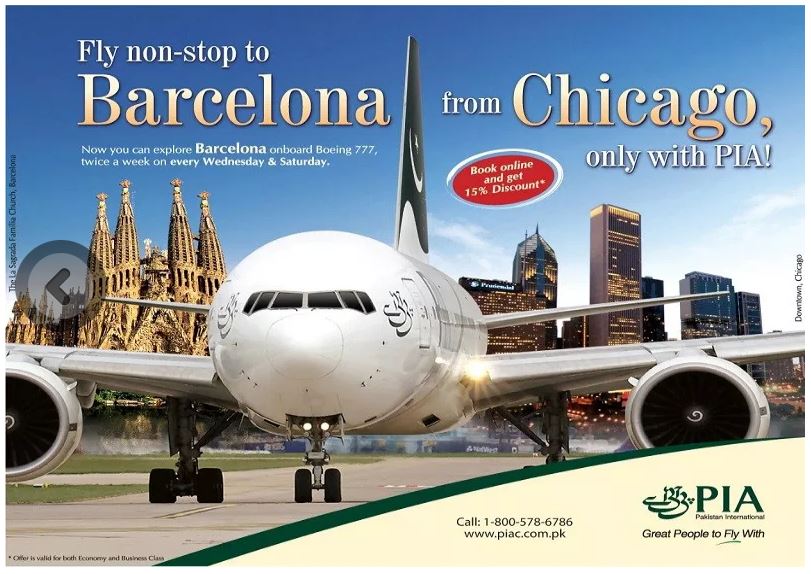 Fly non-stop to
Barcelona
from Chicago,
only with PIA!
Now you can explore Barcelona onboard Boeing 777,
twice a week on every Wednesday & Saturday.
Book online
and get
15% Discount*
The La Sagrada Familia Church, Barcelona
Downtown, Chicago
Prudential
Call: 1-800-578-6786
www.piac.com.pk
PIA
Pakistan International
Great People to Fly With
* Offer is valid for both Economy and Business Class